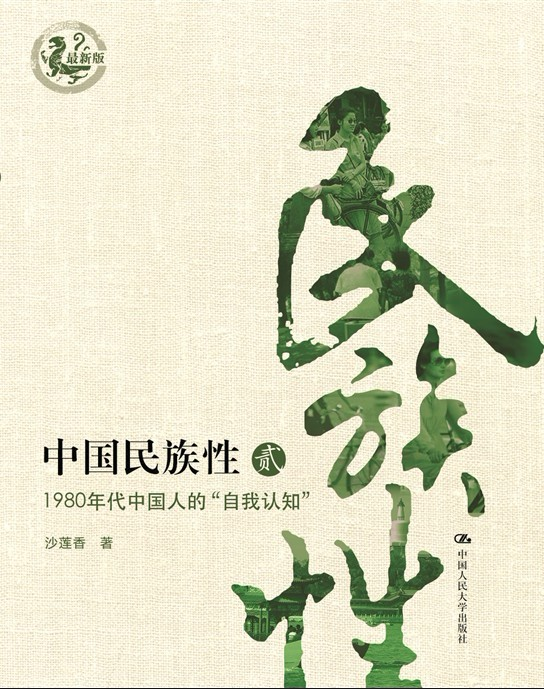 最新版
民族性
中国民族性 贰
1980年代中国人的“自我认知”
沙莲香 著
中国人民大学出版社